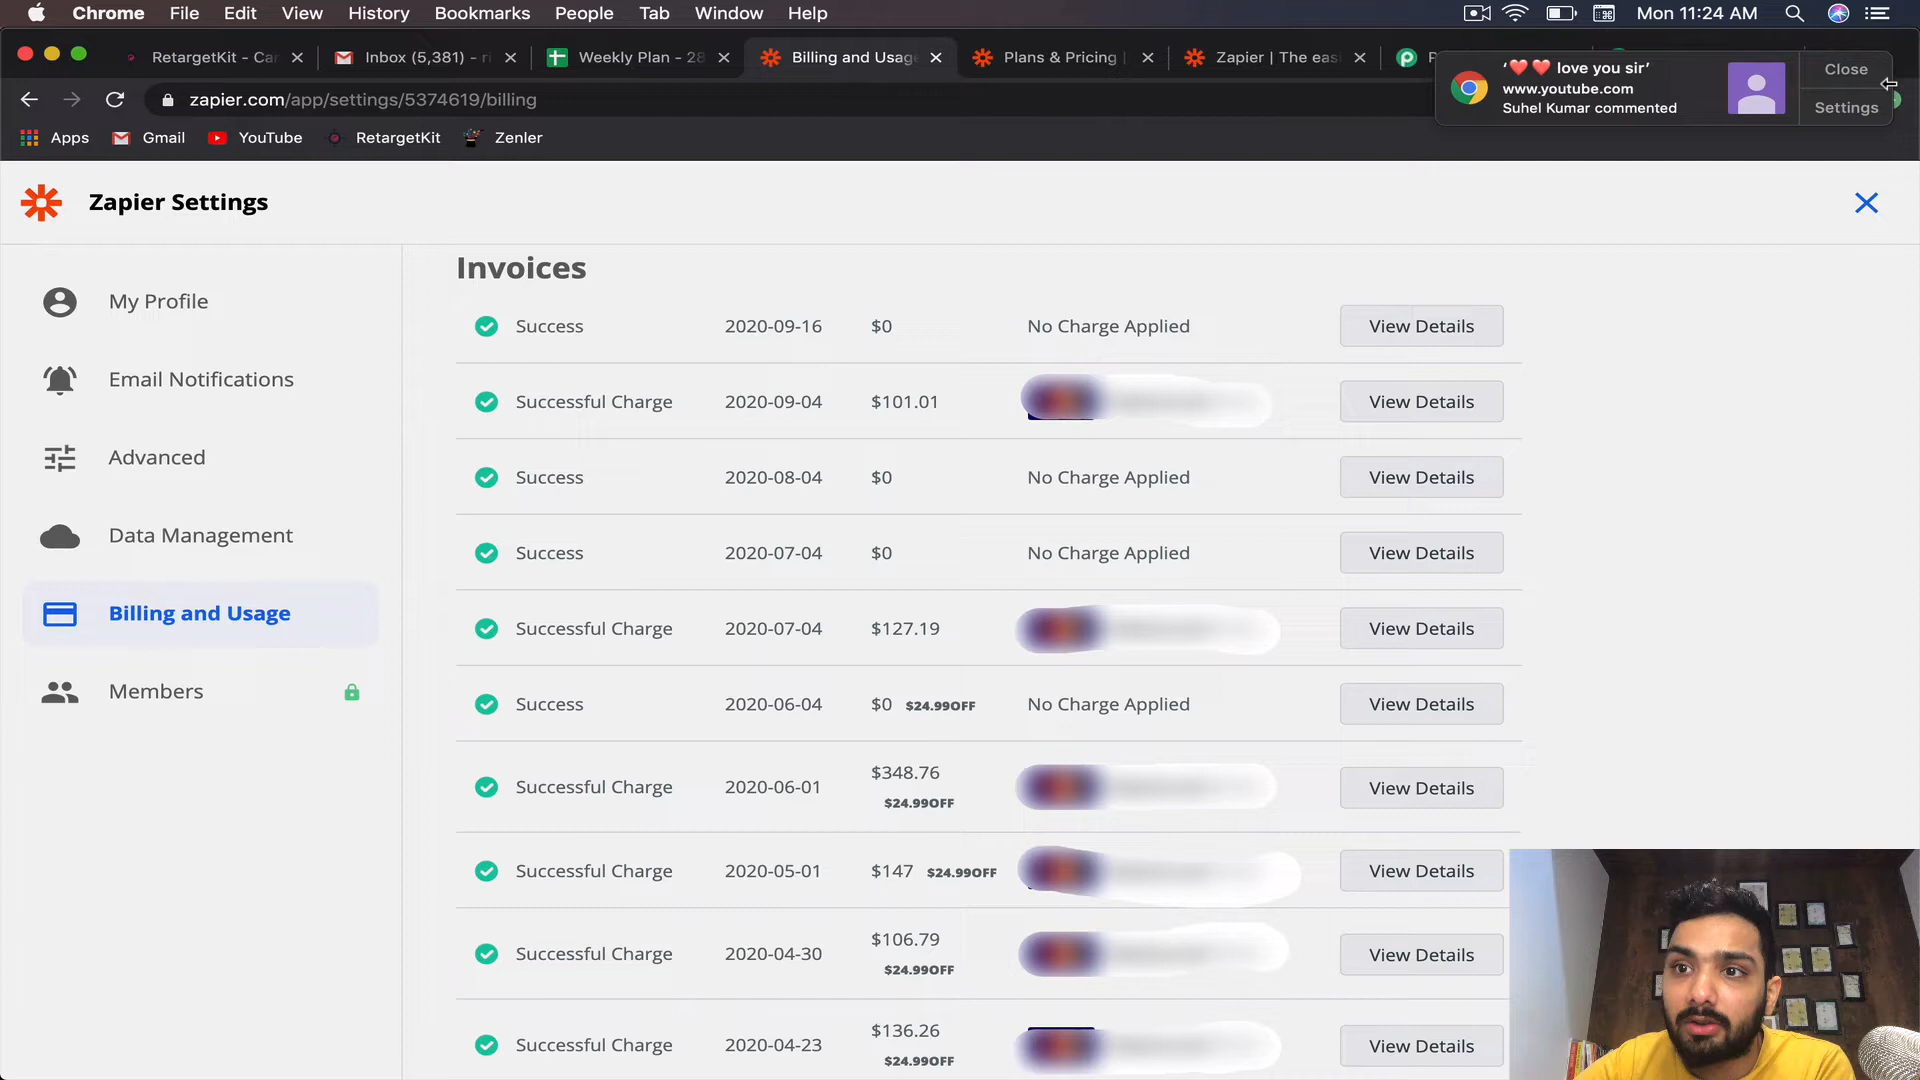 Chrome File Edit View History Bookmarks People Tab Window Help Mon 11:24 AM
RetargetKit - Car Inbox (5,381) - ri Weekly Plan - 28 Billing and Usag Plans & Pricing Zapier | The eas
'❤️❤️ love you sir'
www.youtube.com
Suhel Kumar commented
Close
Settings
zapier.com/app/settings/5374619/billing
Apps Gmail YouTube RetargetKit Zenler
Zapier Settings
My Profile
Email Notifications
Advanced
Data Management
Billing and Usage
Members
Invoices
Success 2020-09-16 $0 No Charge Applied View Details
Successful Charge 2020-09-04 $101.01 View Details
Success 2020-08-04 $0 No Charge Applied View Details
Success 2020-07-04 $0 No Charge Applied View Details
Successful Charge 2020-07-04 $127.19 View Details
Success 2020-06-04 $0 $24.99OFF No Charge Applied View Details
Successful Charge 2020-06-01 $348.76 View Details
$24.99OFF
Successful Charge 2020-05-01 $147 $24.99OFF View Details
Successful Charge 2020-04-30 $106.79 View Details
$24.99OFF
Successful Charge 2020-04-23 $136.26 View Details
$24.99OFF